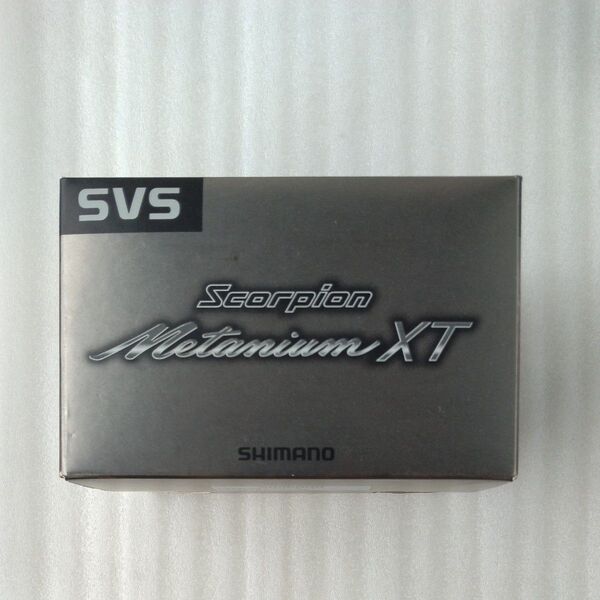 SVS
Scorpion
Metanium XT
SHIMANO